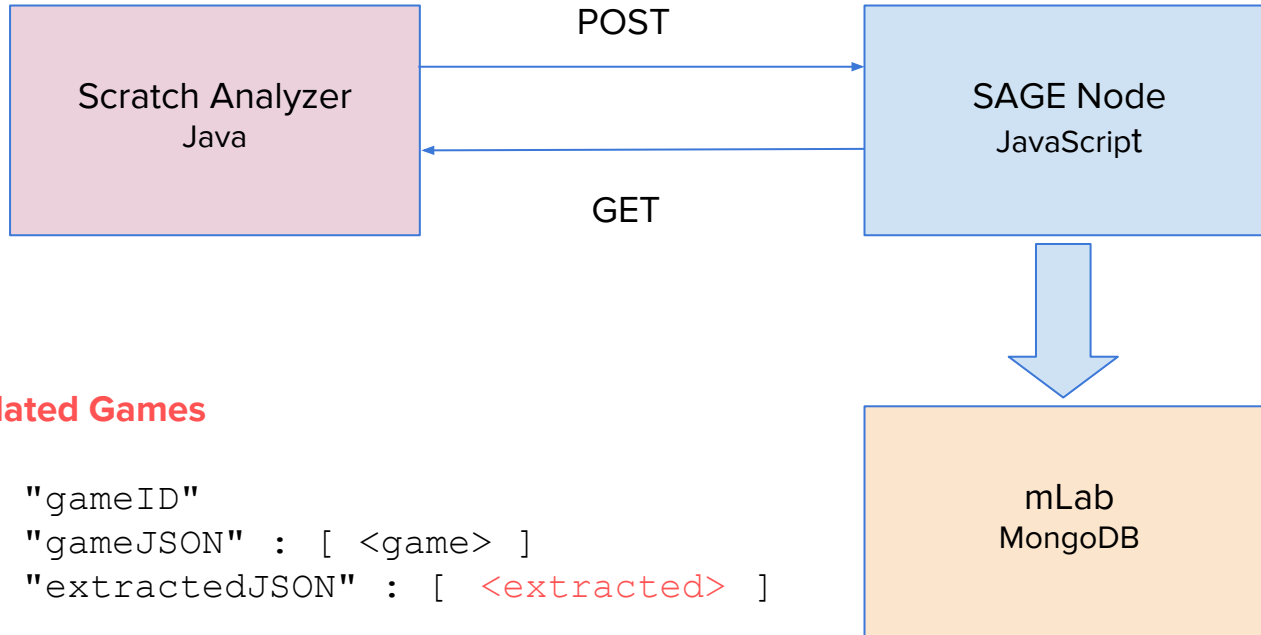 POST
Scratch Analyzer
Java
SAGE Node
JavaScript
GET
lated Games
"gameID"
"gameJSON" : [ <game> ]
"extractedJSON" : [ <extracted> ]
mLab
MongoDB